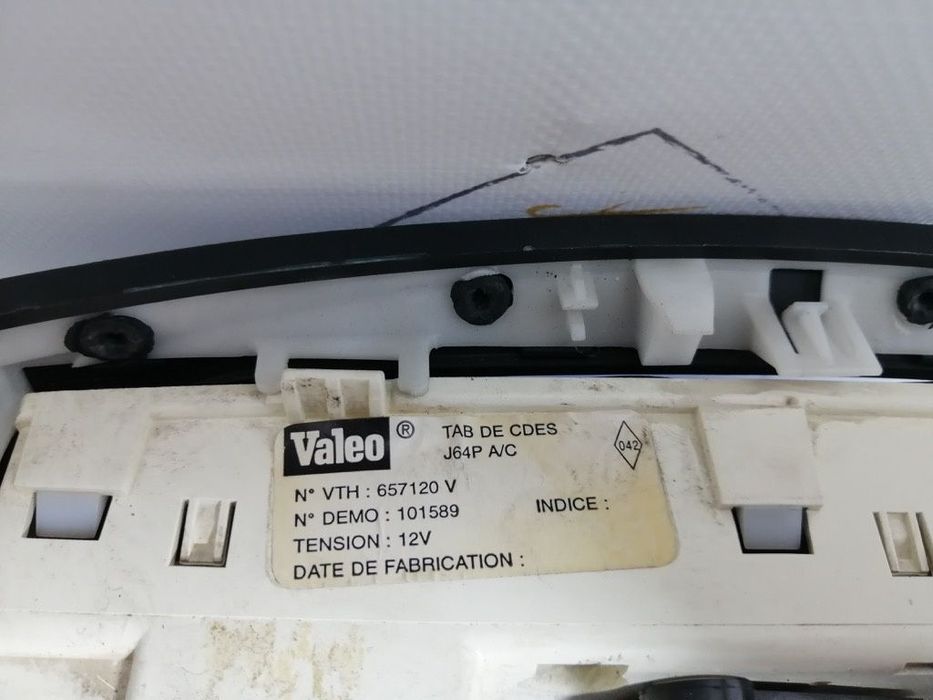 Valeo ®
TAB DE CDES
J64P A/C
042
N° VTH : 657120 V
N° DEMO : 101589
INDICE :
TENSION : 12V
DATE DE FABRICATION :